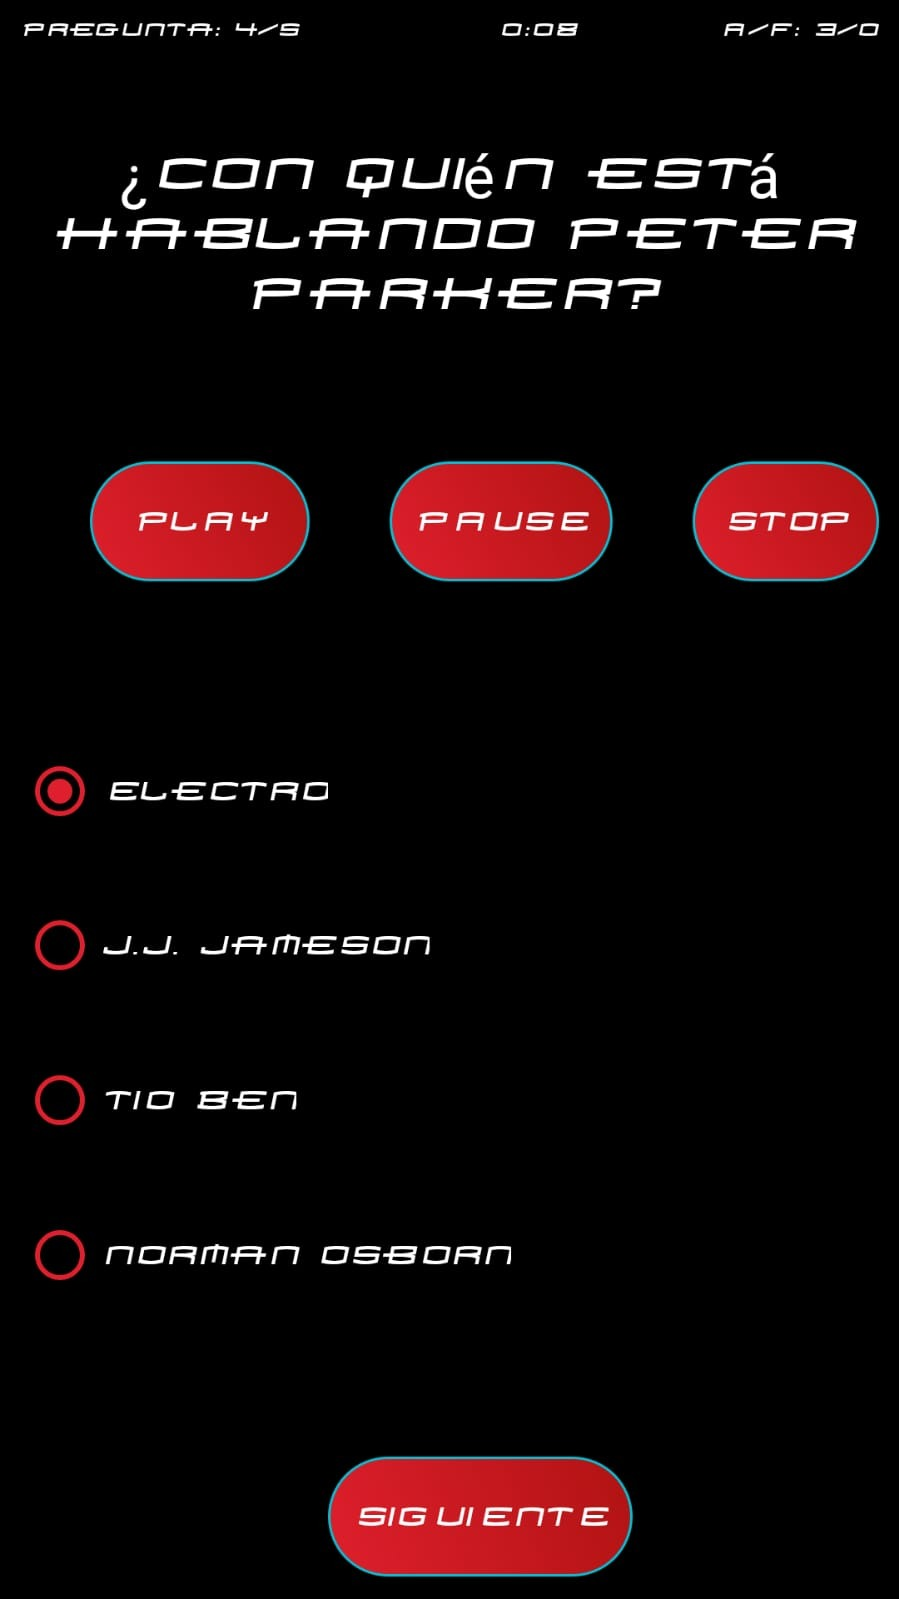 PREGUNTA: 4/5 0:08 A/F: 3/0
¿CON QUIéN ESTá
HABLANDO PETER
PARKER?
PLAY PAUSE STOP
ELECTRO
J.J. JAMESON
TIO BEN
NORMAN OSBORN
SIGUIENTE